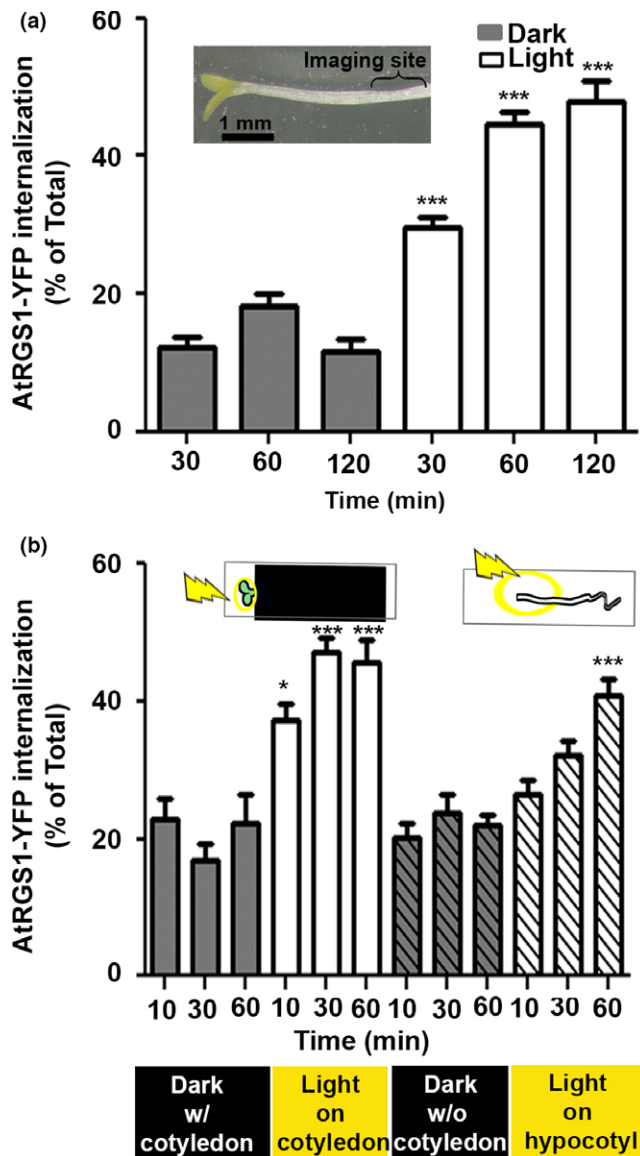 (a)
Dark
Light
Imaging site
1 mm
***
***
***
AtRGS1-YFP internalization
(% of Total)
60
40
20
0
30 60 120 30 60 120
Time (min)
(b)
AtRGS1-YFP internalization
(% of Total)
60
40
20
0
*
***
***
***
10 30 60 10 30 60 10 30 60 10 30 60
Time (min)
Dark w/ cotyledon
Light on cotyledon
Dark w/o cotyledon
Light on hypocotyl